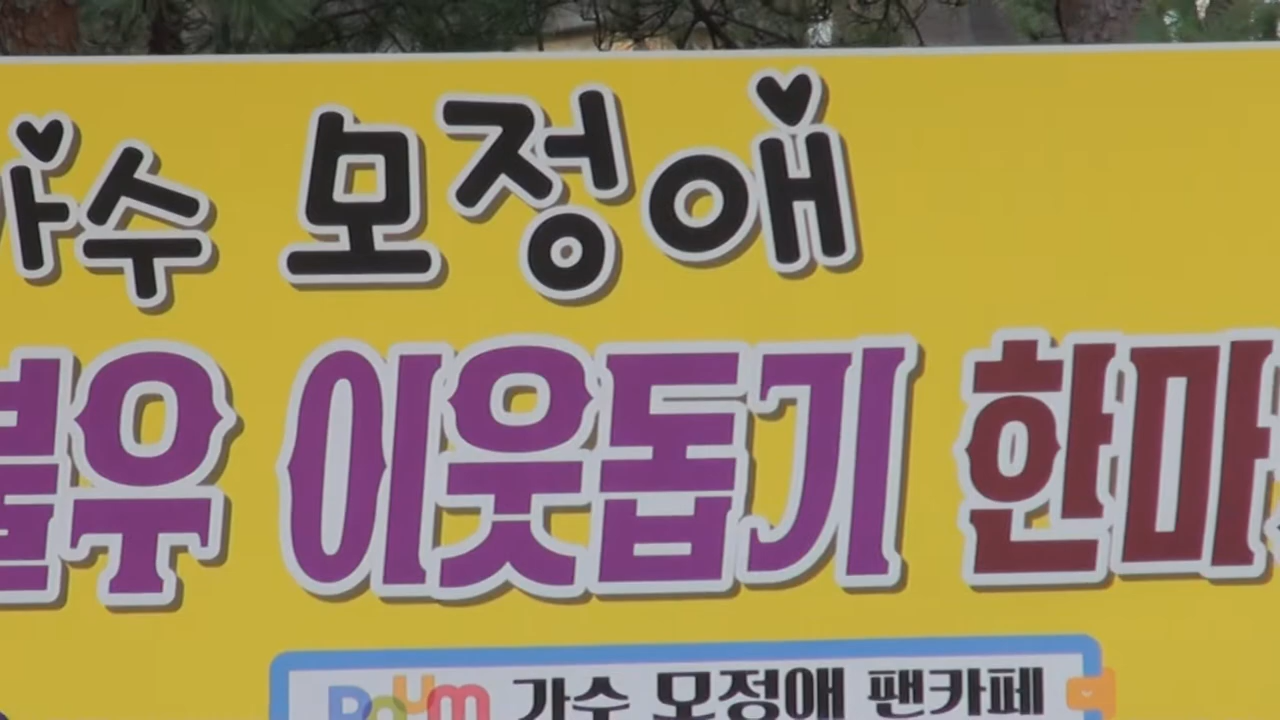 가수 모정애
불우 이웃돕기 한마
Daum 가수 모정애 팬카페